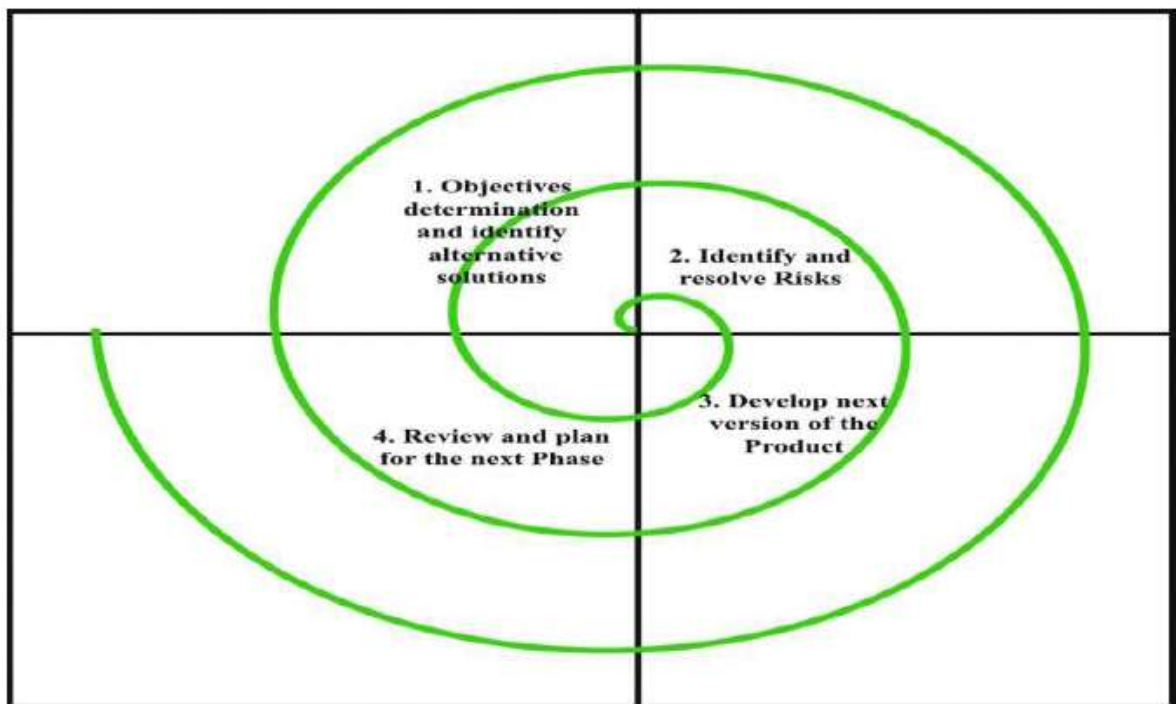 1. Objectives
determination
and identify
alternative
solutions
2. Identify and
resolve Risks
3. Develop next
version of the
Product
4. Review and plan
for the next Phase